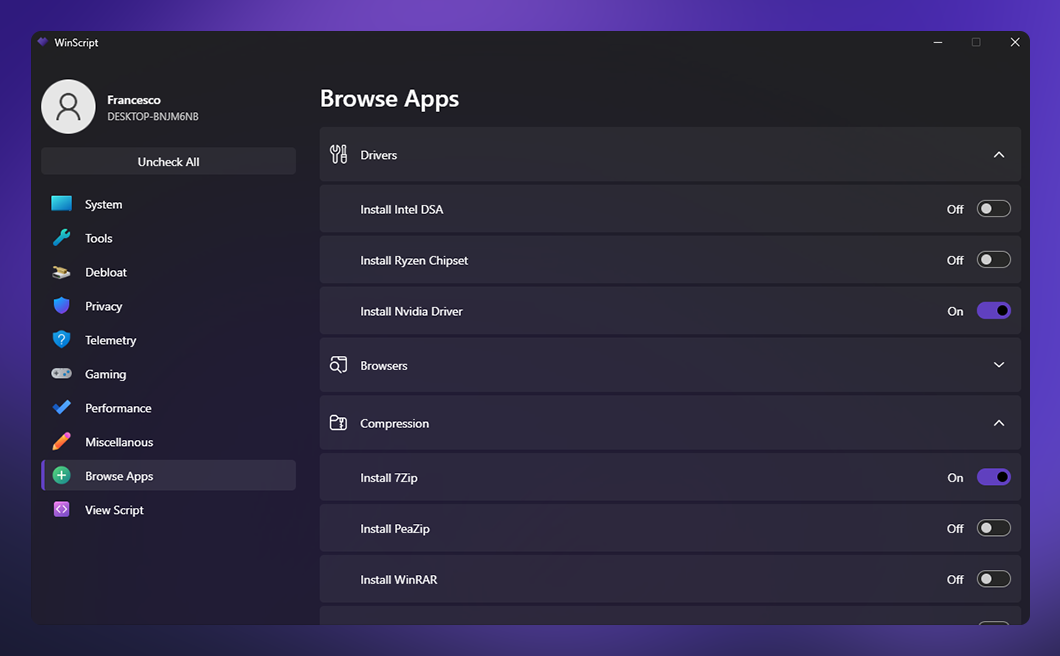 WinScript
Francesco
DESKTOP-BNJM6NB
Uncheck All
System
Tools
Debloat
Privacy
Telemetry
Gaming
Performance
Miscellanous
Browse Apps
View Script
Browse Apps
Drivers
Install Intel DSA Off
Install Ryzen Chipset Off
Install Nvidia Driver On
Browsers
Compression
Install 7Zip On
Install PeaZip Off
Install WinRAR Off